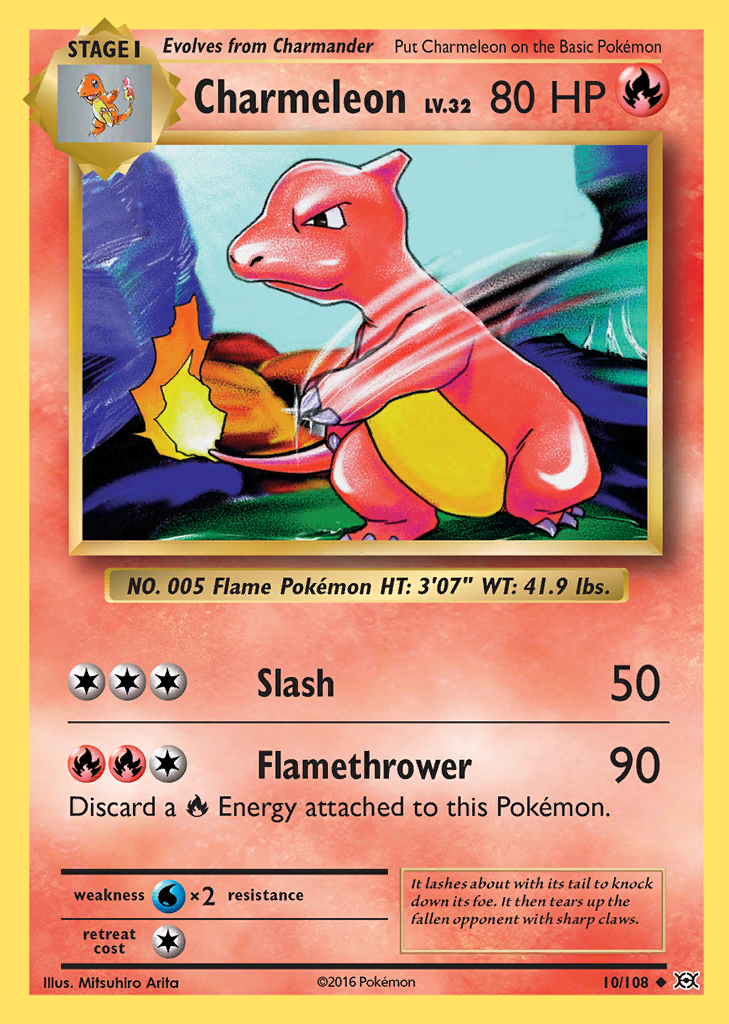 STAGE 1 Evolves from Charmander Put Charmeleon on the Basic Pokémon
Charmeleon LV.32 80 HP
NO. 005 Flame Pokémon HT: 3'07" WT: 41.9 lbs.
Slash 50
Flamethrower 90
Discard a Energy attached to this Pokémon.
weakness ×2 resistance
retreat
cost
It lashes about with its tail to knock
down its foe. It then tears up the
fallen opponent with sharp claws.
Illus. Mitsuhiro Arita ©2016 Pokémon 10/108